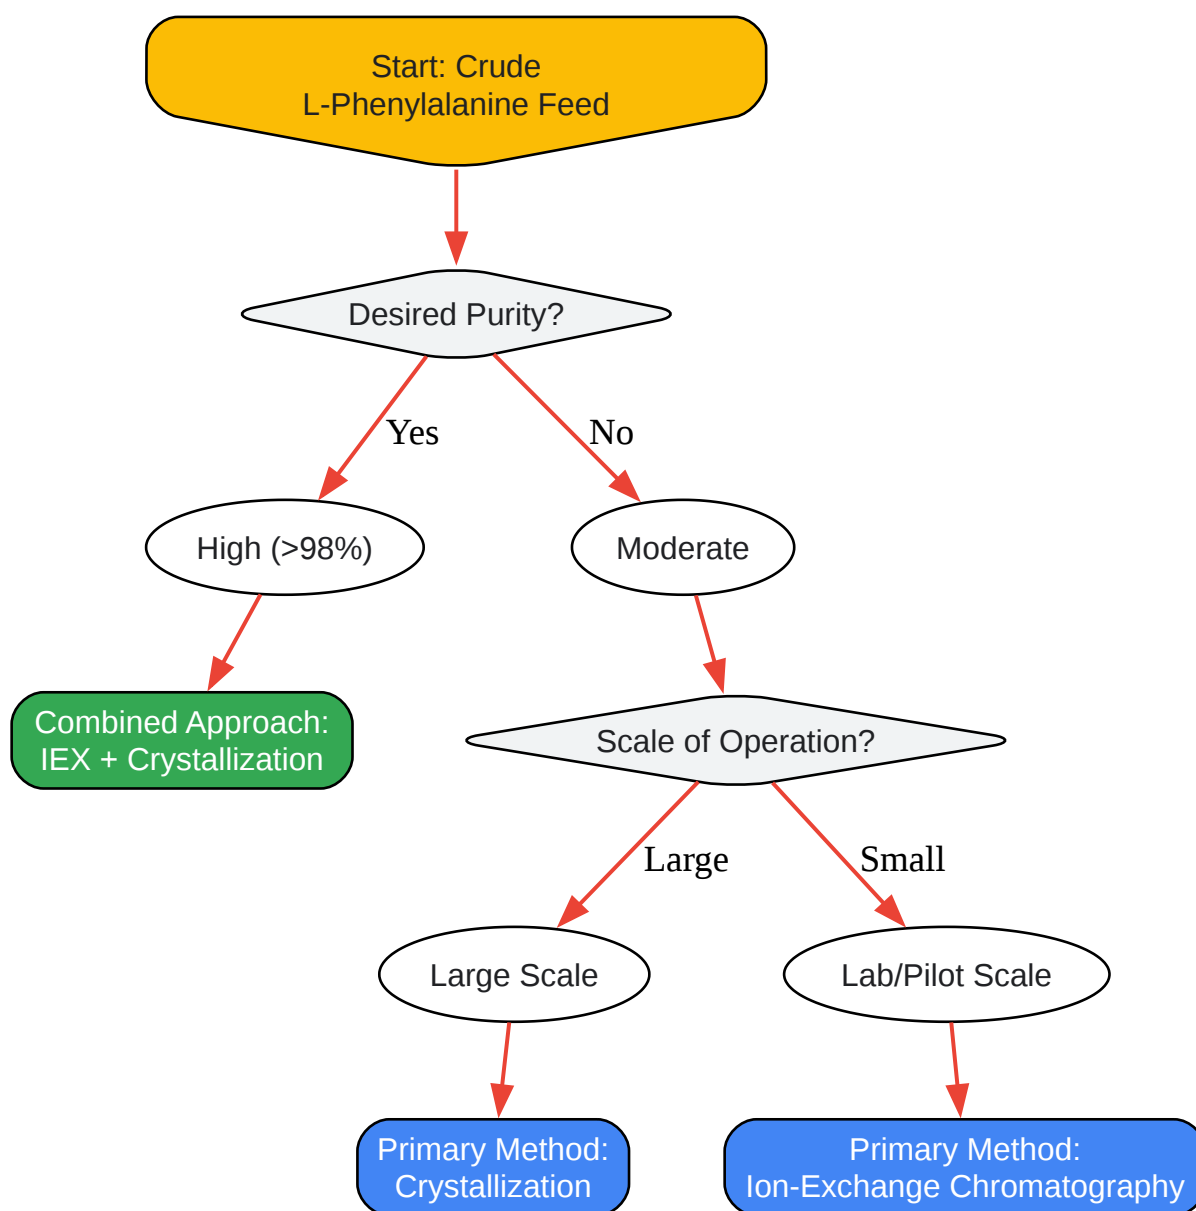 Start: Crude
L-Phenylalanine Feed
Desired Purity?
Yes
No
High (>98%)
Moderate
Combined Approach:
IEX + Crystallization
Scale of Operation?
Large
Small
Large Scale
Lab/Pilot Scale
Primary Method:
Crystallization
Primary Method:
Ion-Exchange Chromatography